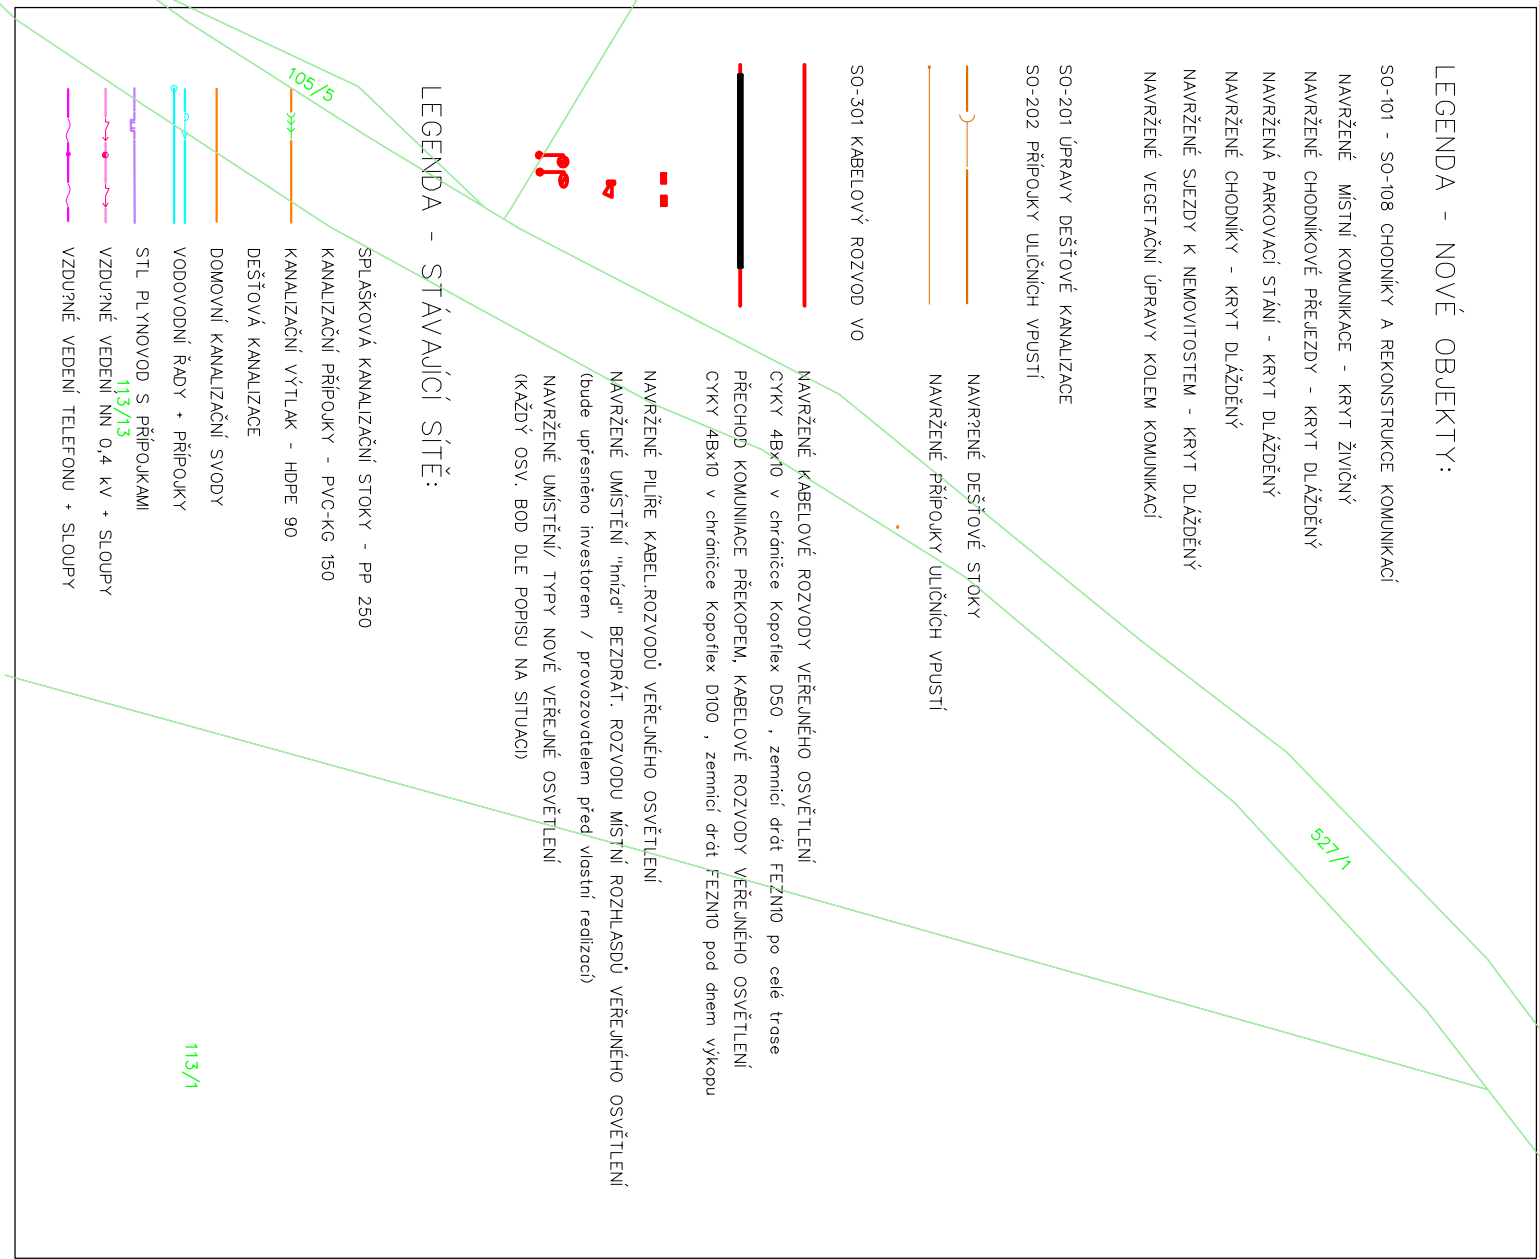 LEGENDA - NOVÉ OBJEKTY:
SO-101 - SO-108 CHODNÍKY A REKONSTRUKCE KOMUNIKACÍ
NAVRŽENÉ MÍSTNÍ KOMUNIKACE - KRYT ŽIVIČNÝ
NAVRŽENÉ CHODNÍKOVÉ PŘEJEZDY - KRYT DLÁŽDĚNÝ
NAVRŽENÁ PARKOVACÍ STÁNÍ - KRYT DLÁŽDĚNÝ
NAVRŽENÉ CHODNÍKY - KRYT DLÁŽDĚNÝ
NAVRŽENÉ SJEZDY K NEMOVITOSTEM - KRYT DLÁŽDĚNÝ
NAVRŽENÉ VEGETAČNÍ ÚPRAVY KOLEM KOMUNIKACÍ
SO-201 ÚPRAVY DEŠŤOVÉ KANALIZACE
SO-202 PŘÍPOJKY ULIČNÍCH VPUSTÍ
NAVR?ENÉ DEŠŤOVÉ STOKY
NAVRŽENÉ PŘÍPOJKY ULIČNÍCH VPUSTÍ
SO-301 KABELOVÝ ROZVOD VO
NAVRŽENÉ KABELOVÉ ROZVODY VEŘEJNÉHO OSVĚTLENÍ
CYKY 4Bx10 v chráničce Kopoflex D50 , zemnicí drát FEZN10 po celé trase
PŘECHOD KOMUNIACE PŘEKOPEM, KABELOVÉ ROZVODY VEŘEJNÉHO OSVĚTLENÍ
CYKY 4Bx10 v chráničce Kopoflex D100 , zemnicí drát FEZN10 pod dnem výkopu
NAVRŽENÉ PILÍŘE KABEL.ROZVODŮ VEŘEJNÉHO OSVĚTLENÍ
NAVRŽENÉ UMÍSTĚNÍ "hnízd" BEZDRÁT. ROZVODU MÍSTNÍ ROZHLASDŮ VEŘEJNÉHO OSVĚTLENÍ
(bude upřesněno investorem / provozovatelem před vlastní realizací)
NAVRŽENÉ UMÍSTĚNÍ/ TYPY NOVÉ VEŘEJNÉ OSVĚTLENÍ
(KAŽDÝ OSV. BOD DLE POPISU NA SITUACI)
LEGENDA - STÁVAJÍCÍ SÍTĚ:
SPLAŠKOVÁ KANALIZAČNÍ STOKY - PP 250
KANALIZAČNÍ PŘÍPOJKY - PVC-KG 150
KANALIZAČNÍ VÝTLAK - HDPE 90
DEŠŤOVÁ KANALIZACE
DOMOVNÍ KANALIZAČNÍ SVODY
VODOVODNÍ ŘADY + PŘÍPOJKY
STL PLYNOVOD S PŘÍPOJKAMI
VZDU?NÉ VEDENÍ NN 0,4 kV + SLOUPY
VZDU?NÉ VEDENÍ TELEFONU + SLOUPY
105/5
527/1
113/13
113/1